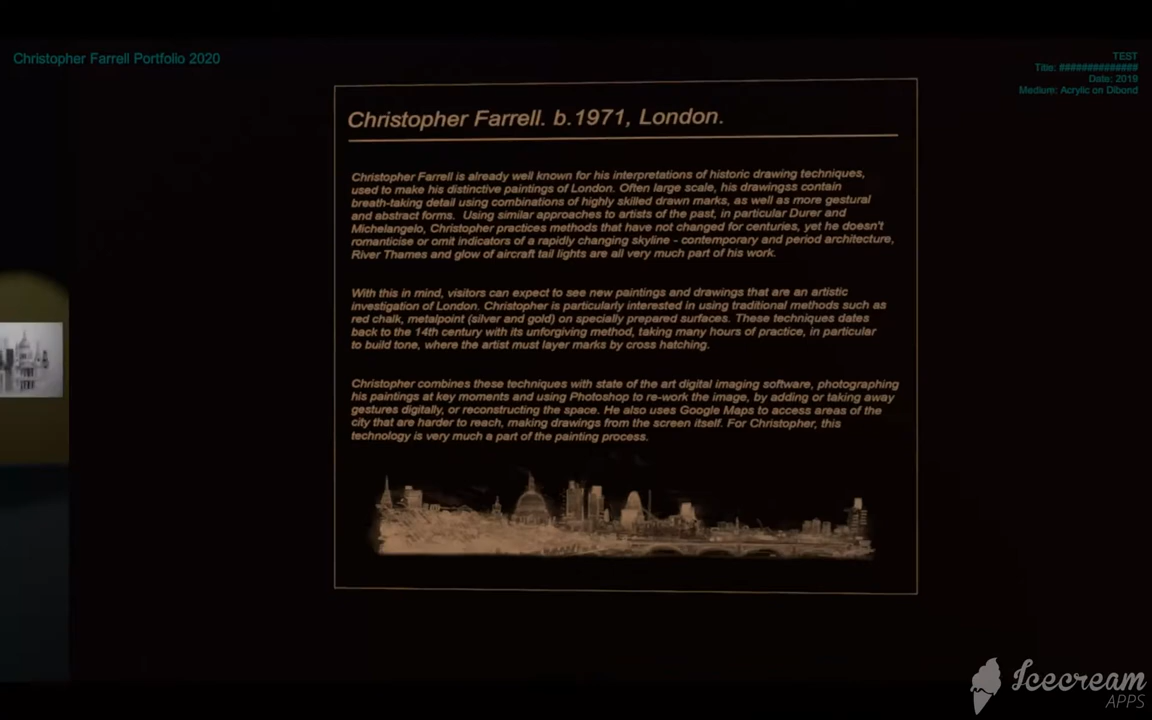 Christopher Farrell Portfolio 2020
TEST
Title: ##############
Date: 2019
Medium: Acrylic on Dibond
Christopher Farrell. b.1971, London.
Christopher Farrell is already well known for his interpretations of historic drawing techniques,
used to make his distinctive paintings of London. Often large scale, his drawingss contain
breath-taking detail using combinations of highly skilled drawn marks, as well as more gestural
and abstract forms. Using similar approaches to artists of the past, in particular Durer and
Michelangelo, Christopher practices methods that have not changed for centuries, yet he doesn't
romanticise or omit indicators of a rapidly changing skyline - contemporary and period architecture,
River Thames and glow of aircraft tail lights are all very much part of his work.
With this in mind, visitors can expect to see new paintings and drawings that are an artistic
investigation of London. Christopher is particularly interested in using traditional methods such as
red chalk, metalpoint (silver and gold) on specially prepared surfaces. These techniques dates
back to the 14th century with its unforgiving method, taking many hours of practice, in particular
to build tone, where the artist must layer marks by cross hatching.
Christopher combines these techniques with state of the art digital imaging software, photographing
his paintings at key moments and using Photoshop to re-work the image, by adding or taking away
gestures digitally, or reconstructing the space. He also uses Google Maps to access areas of the
city that are harder to reach, making drawings from the screen itself. For Christopher, this
technology is very much a part of the painting process.
Icecream
APPS